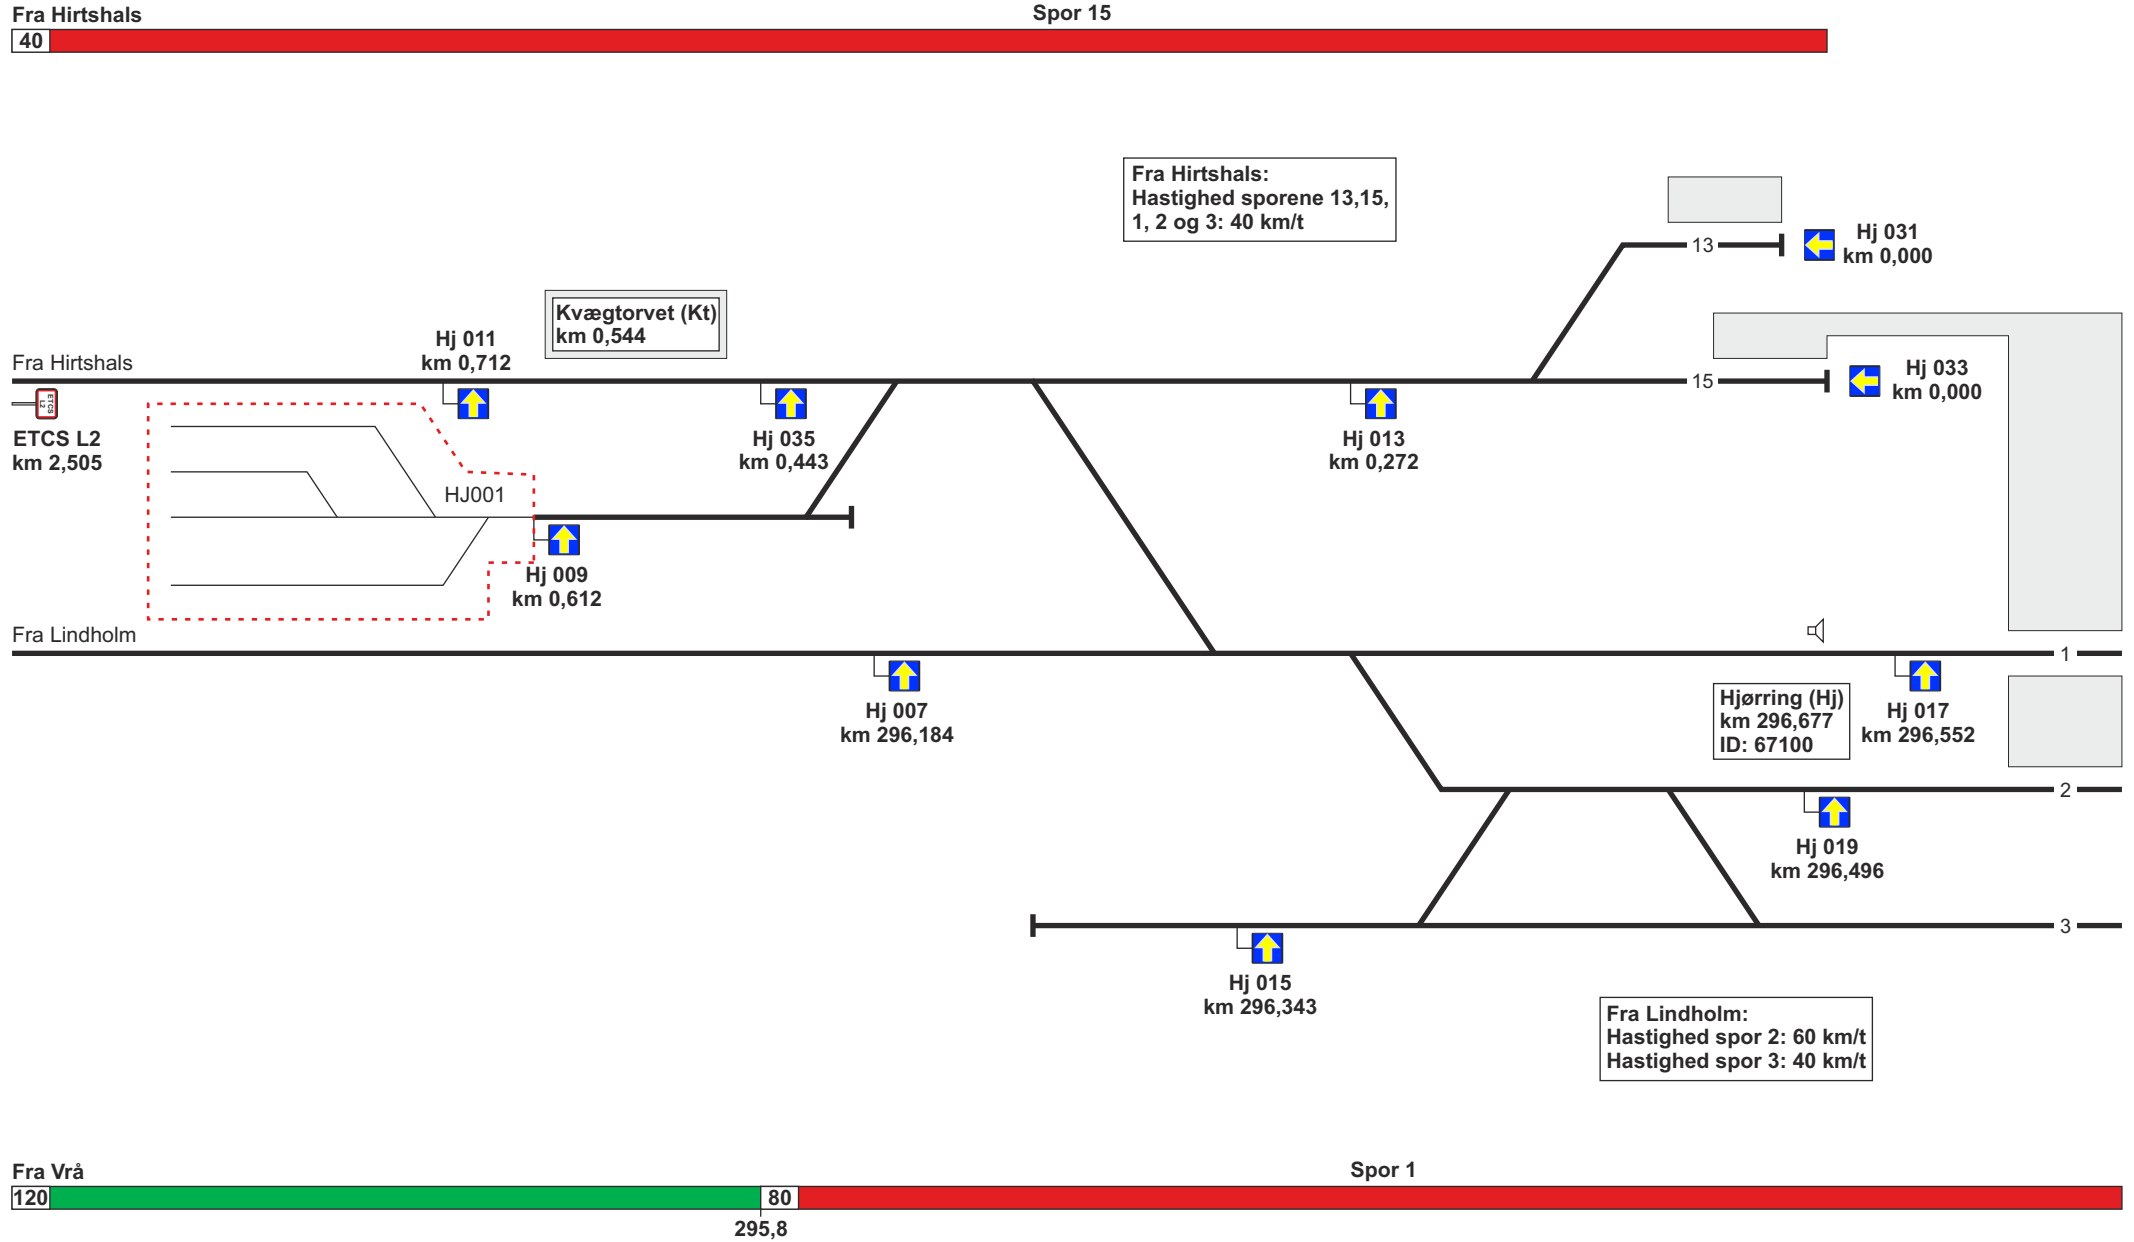 Fra Hirtshals
Spor 15
40
Fra Hirtshals:
Hastighed sporene 13,15,
1, 2 og 3: 40 km/t
13
Hj 031
km 0,000
Kvægtorvet (Kt)
km 0,544
Hj 011
km 0,712
Fra Hirtshals
15
Hj 033
km 0,000
ETCS
L2
ETCS L2
km 2,505
Hj 035
km 0,443
Hj 013
km 0,272
HJ001
Hj 009
km 0,612
Fra Lindholm
1
Hj 007
km 296,184
Hjørring (Hj)
km 296,677
ID: 67100
Hj 017
km 296,552
2
Hj 019
km 296,496
3
Hj 015
km 296,343
Fra Lindholm:
Hastighed spor 2: 60 km/t
Hastighed spor 3: 40 km/t
Fra Vrå
Spor 1
120
80
295,8